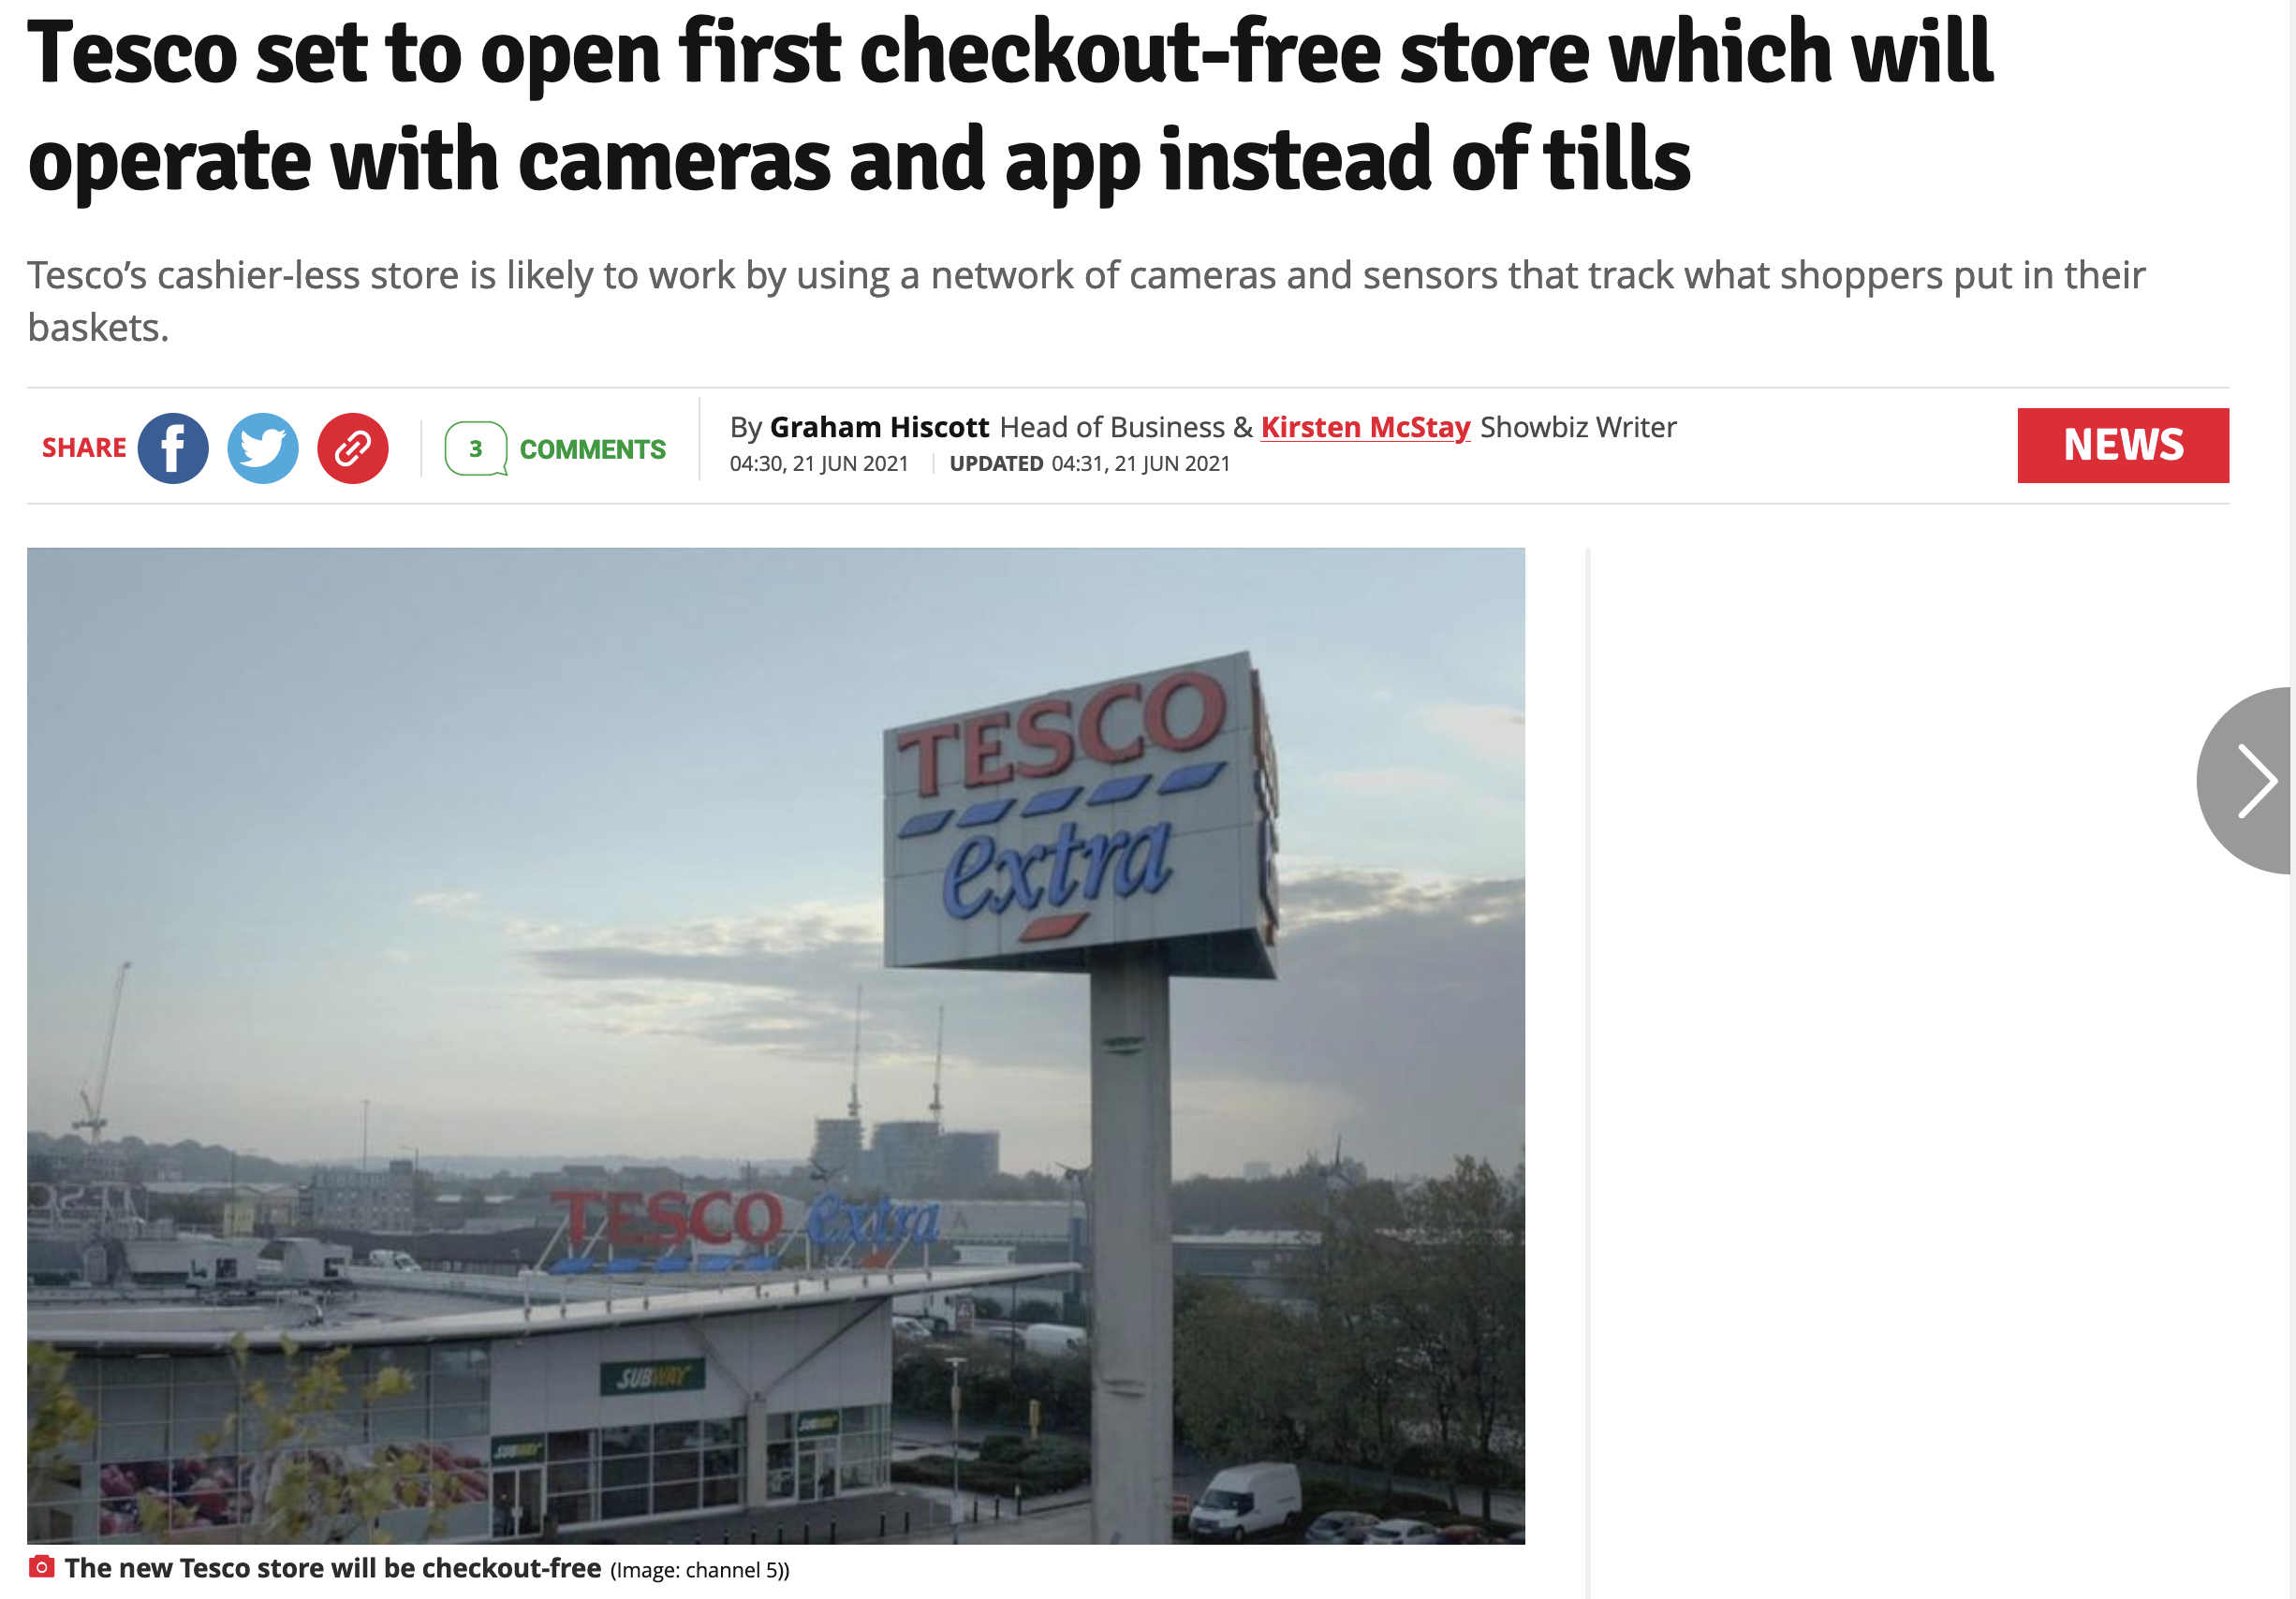 Tesco set to open first checkout-free store which will
operate with cameras and app instead of tills
Tesco’s cashier-less store is likely to work by using a network of cameras and sensors that track what shoppers put in their
baskets.
SHARE
3 COMMENTS
By Graham Hiscott Head of Business & Kirsten McStay Showbiz Writer
04:30, 21 JUN 2021 UPDATED 04:31, 21 JUN 2021
NEWS
TESCO
extra
TESCO extra
SUBWAY
SUBWAY
SUBWAY
The new Tesco store will be checkout-free (Image: channel 5))